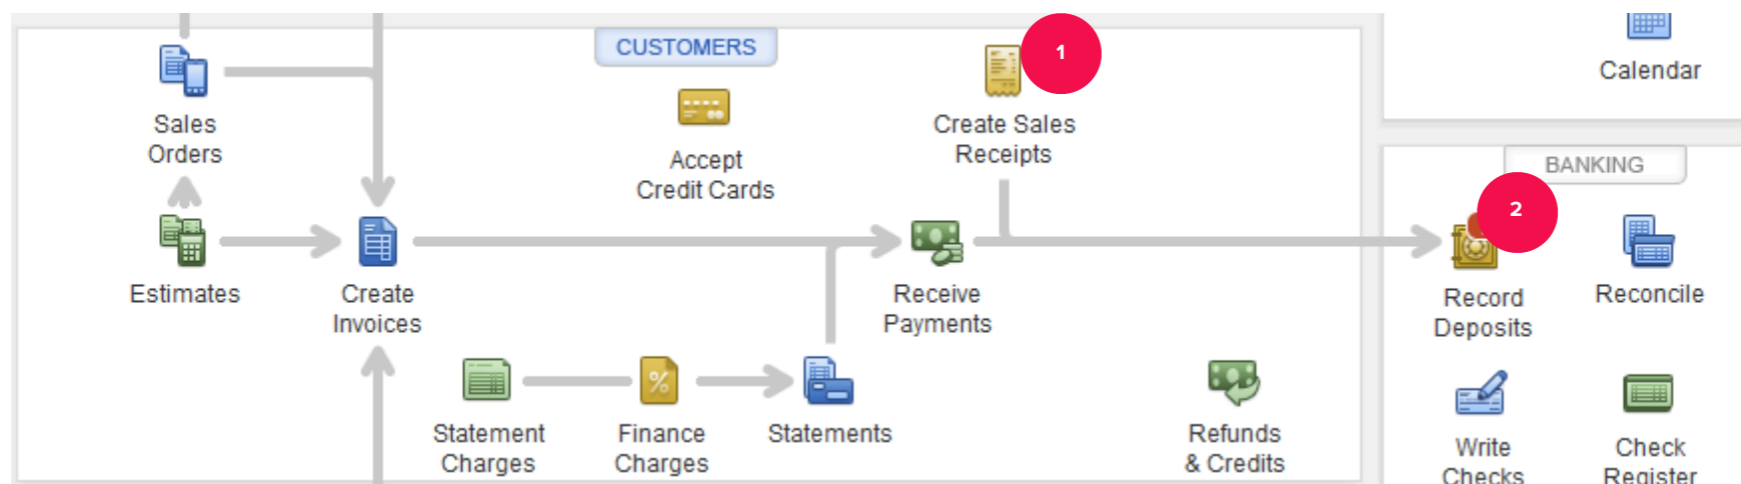 CUSTOMERS
1
Calendar
Sales
Orders
Accept
Credit Cards
Create Sales
Receipts
BANKING
2
Estimates
Create
Invoices
Receive
Payments
Record
Deposits
Reconcile
%
Statement
Charges
Finance
Charges
Statements
Refunds
& Credits
Write
Checks
Check
Register